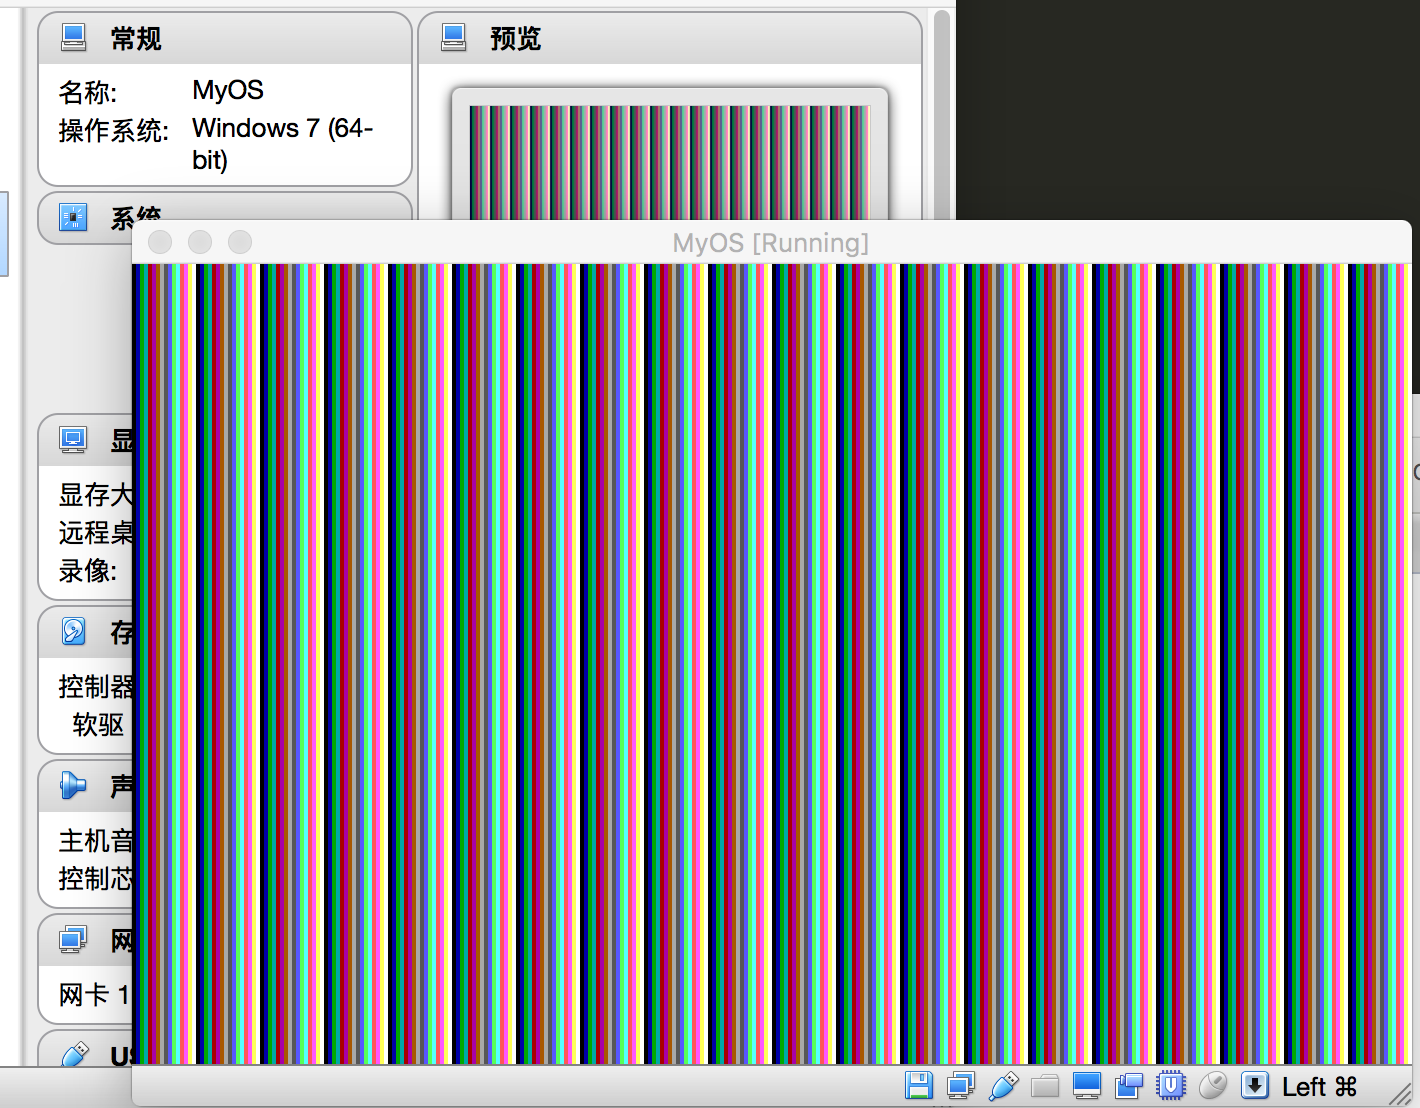 常规
名称: MyOS
操作系统: Windows 7 (64-
bit)
预览
系统
MyOS [Running]
显
显存大
远程桌
录像:
存
控制器
软驱
声
主机音
控制芯
网
网卡 1
US
Left ⌘